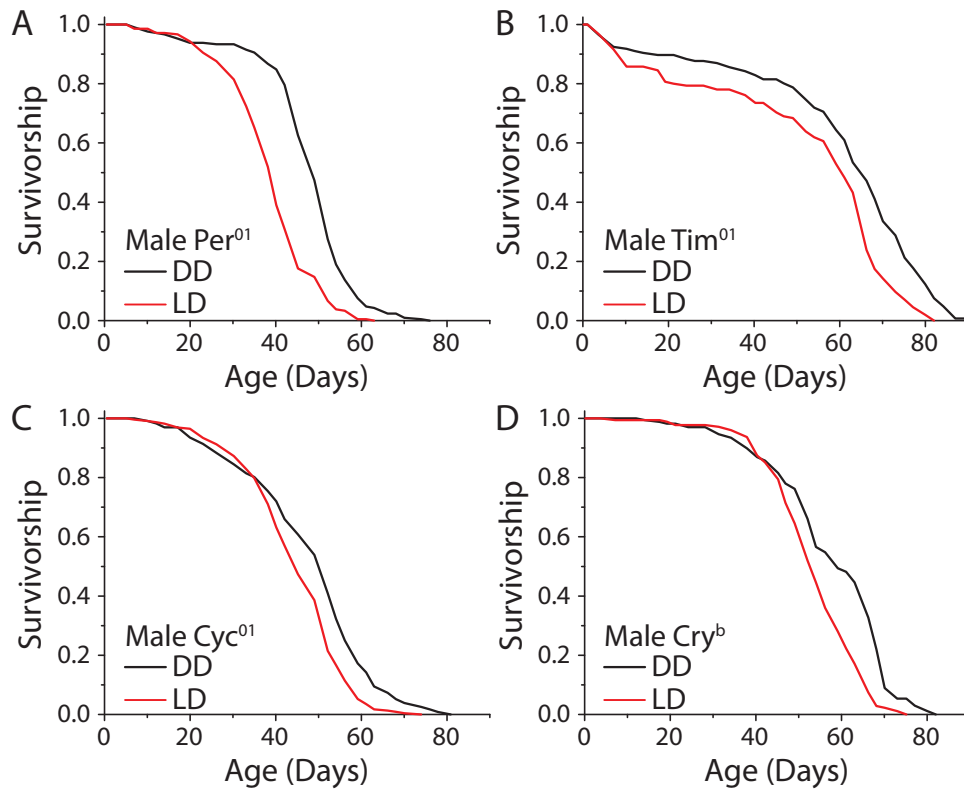 A
1.0
0.8
0.6
0.4
0.2
0.0
Survivorship
Male Per⁰¹
DD
LD
0 20 40 60 80
Age (Days)
B
1.0
0.8
0.6
0.4
0.2
0.0
Survivorship
Male Tim⁰¹
DD
LD
0 20 40 60 80
Age (Days)
C
1.0
0.8
0.6
0.4
0.2
0.0
Survivorship
Male Cyc⁰¹
DD
LD
0 20 40 60 80
Age (Days)
D
1.0
0.8
0.6
0.4
0.2
0.0
Survivorship
Male Cryᵇ
DD
LD
0 20 40 60 80
Age (Days)